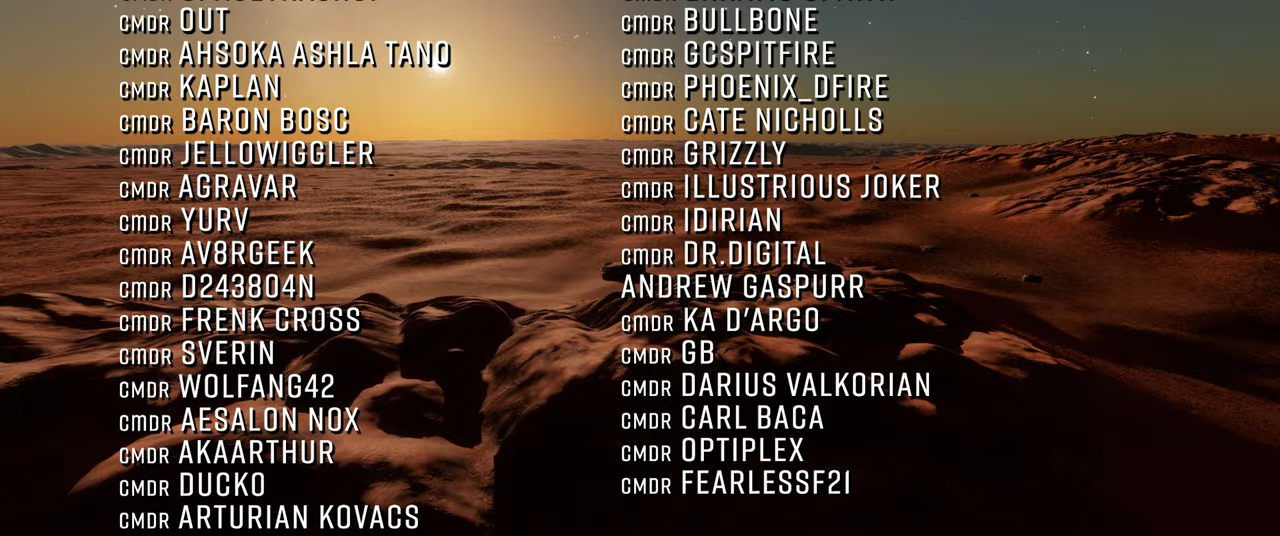 CMDR OUT
CMDR AHSOKA ASHLA TANO
CMDR KAPLAN
CMDR BARON BOSC
CMDR JELLOWIGGLER
CMDR AGRAVAR
CMDR YURV
CMDR AV8RGEEK
CMDR D243804N
CMDR FRENK CROSS
CMDR SVERIN
CMDR WOLFANG42
CMDR AESALON NOX
CMDR AKAARTHUR
CMDR DUCKO
CMDR ARTURIAN KOVACS
CMDR BULLBONE
CMDR GCSPITFIRE
CMDR PHOENIX_DFIRE
CMDR CATE NICHOLLS
CMDR GRIZZLY
CMDR ILLUSTRIOUS JOKER
CMDR IDIRIAN
CMDR DR.DIGITAL
ANDREW GASPURR
CMDR KA D'ARGO
CMDR GB
CMDR DARIUS VALKORIAN
CMDR CARL BACA
CMDR OPTIPLEX
CMDR FEARLESSF21